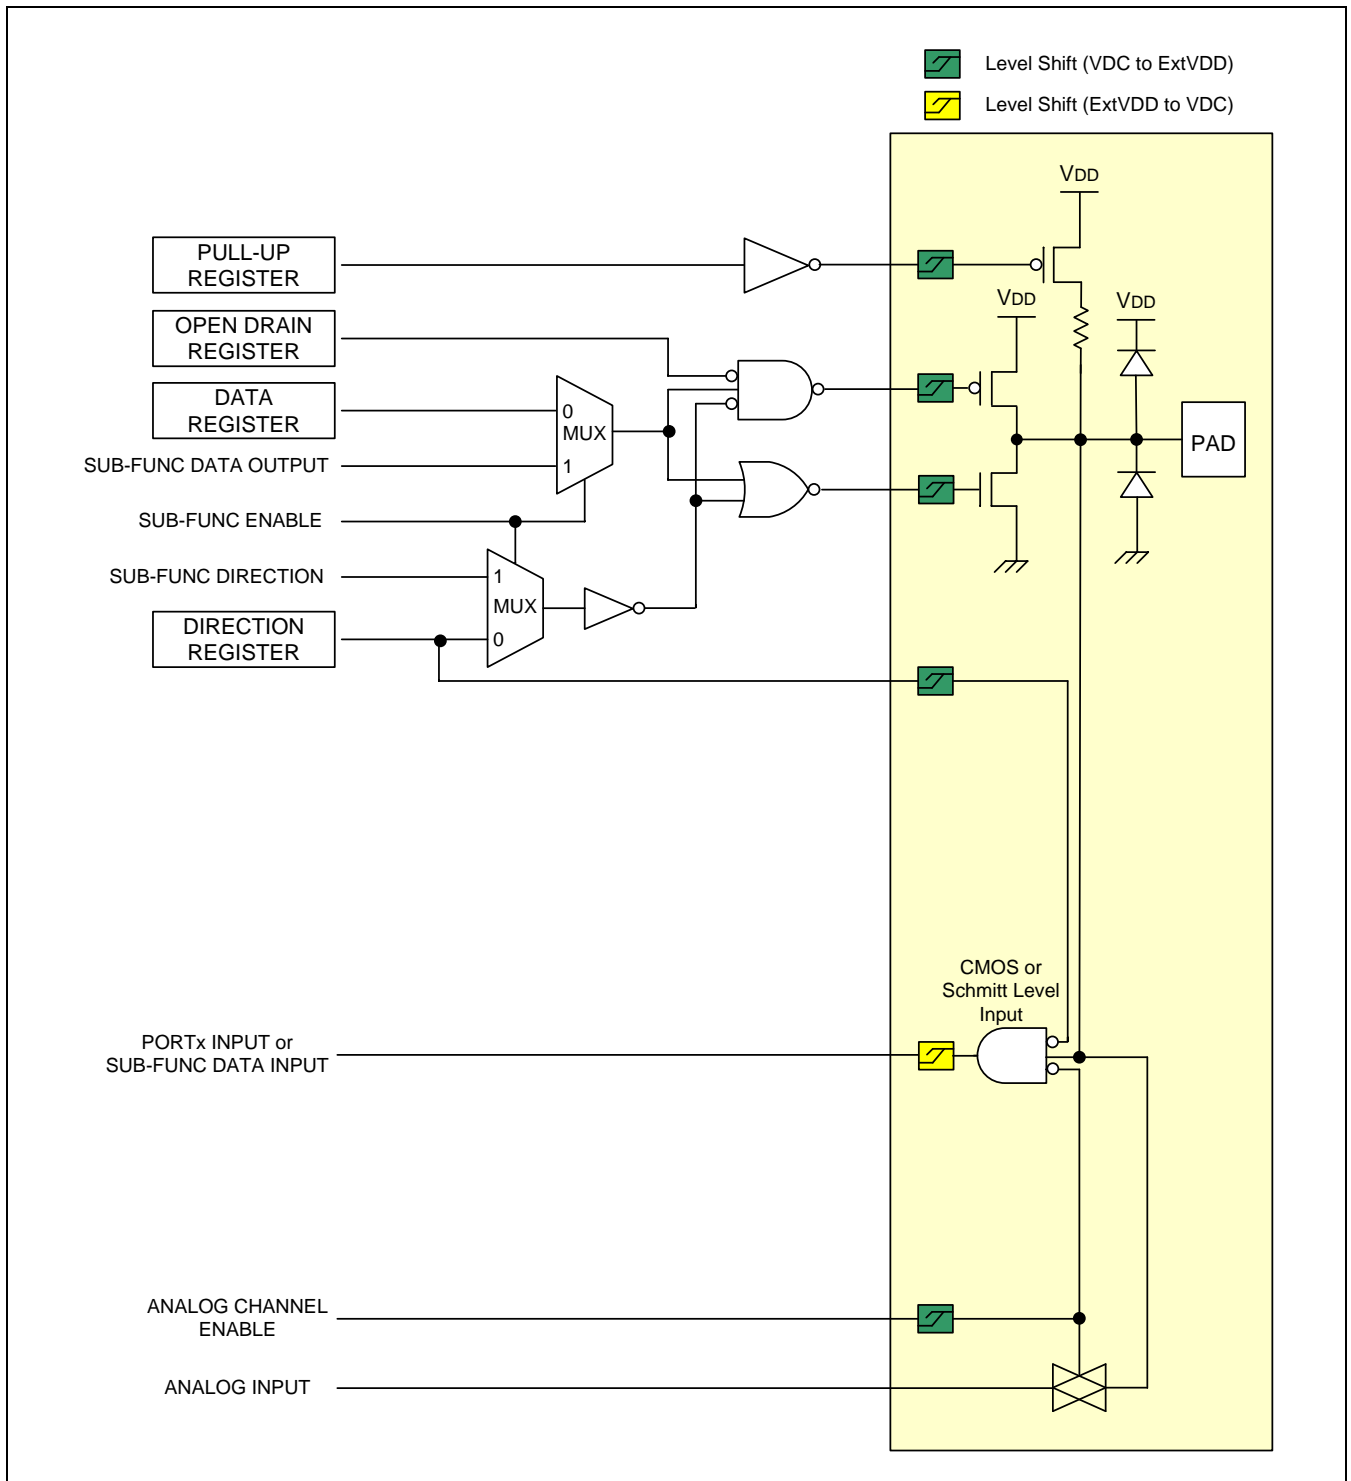 Level Shift (VDC to ExtVDD)
Level Shift (ExtVDD to VDC)
VDD
PULL-UP
REGISTER
VDD
VDD
OPEN DRAIN
REGISTER
DATA
REGISTER
0
MUX
1
PAD
SUB-FUNC DATA OUTPUT
SUB-FUNC ENABLE
SUB-FUNC DIRECTION
1
MUX
0
DIRECTION
REGISTER
CMOS or
Schmitt Level
Input
PORTx INPUT or
SUB-FUNC DATA INPUT
ANALOG CHANNEL
ENABLE
ANALOG INPUT